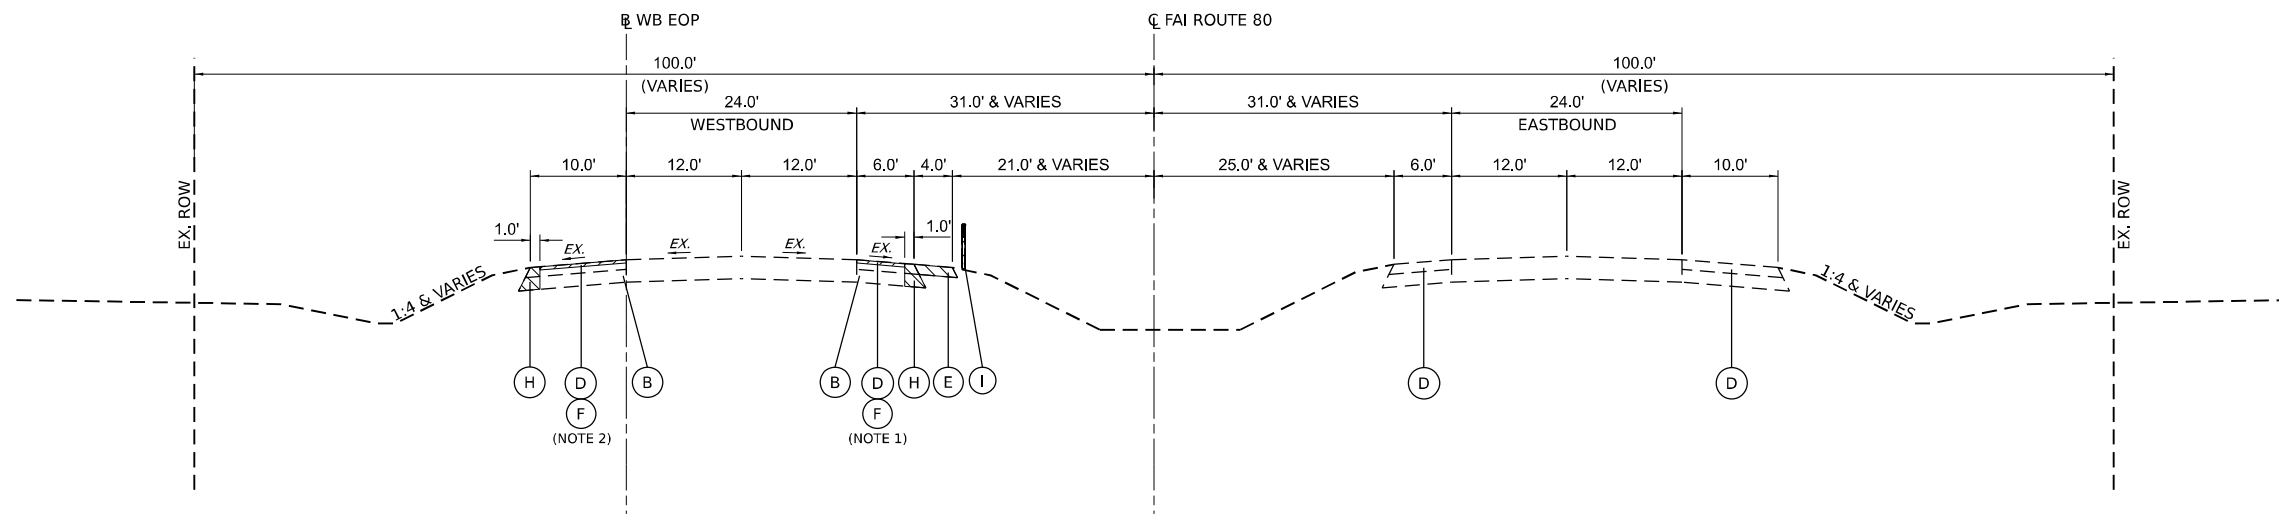 ℄ WB EOP
℄ FAI ROUTE 80
100.0'
(VARIES)
100.0'
(VARIES)
24.0'
WESTBOUND
31.0' & VARIES
31.0' & VARIES
24.0'
EASTBOUND
10.0'
12.0'
12.0'
6.0'
4.0'
21.0' & VARIES
25.0' & VARIES
6.0'
12.0'
12.0'
10.0'
EX. ROW
EX. ROW
1.0'
EX.
EX.
EX.
EX.
1.0'
1:4 & VARIES
1:4 & VARIES
H
D
B
B
D
H
E
I
D
D
F
F
(NOTE 2)
(NOTE 1)